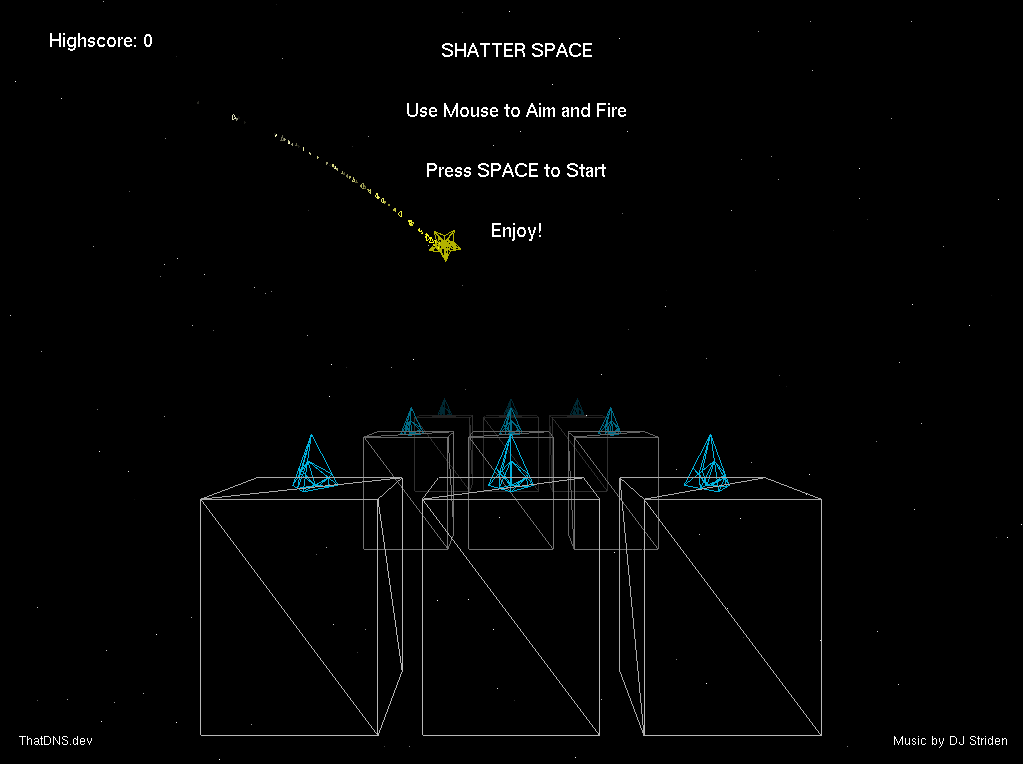 Highscore: 0
SHATTER SPACE
Use Mouse to Aim and Fire
Press SPACE to Start
Enjoy!
ThatDNS.dev
Music by DJ Striden